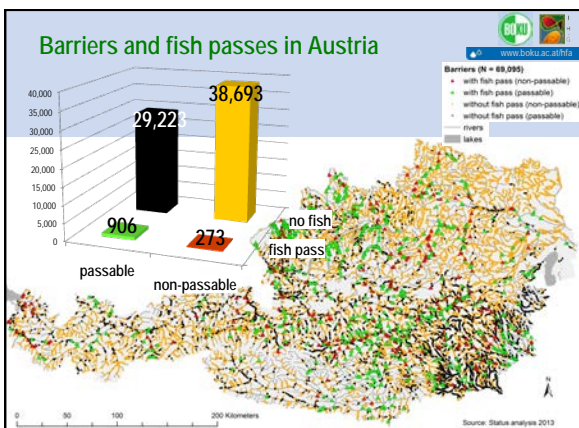 Barriers and fish passes in Austria
BOKU
I H G
www.boku.ac.at/hfa
Barriers (N = 69,095)
with fish pass (non-passable)
with fish pass (passable)
without fish pass (non-passable)
without fish pass (passable)
rivers
lakes
40,000
35,000
30,000
25,000
20,000
15,000
10,000
5,000
0
29,223
38,693
906
273
no fish
fish pass
passable
non-passable
N
0 50 100 200 Kilometers
Source: Status analysis 2013